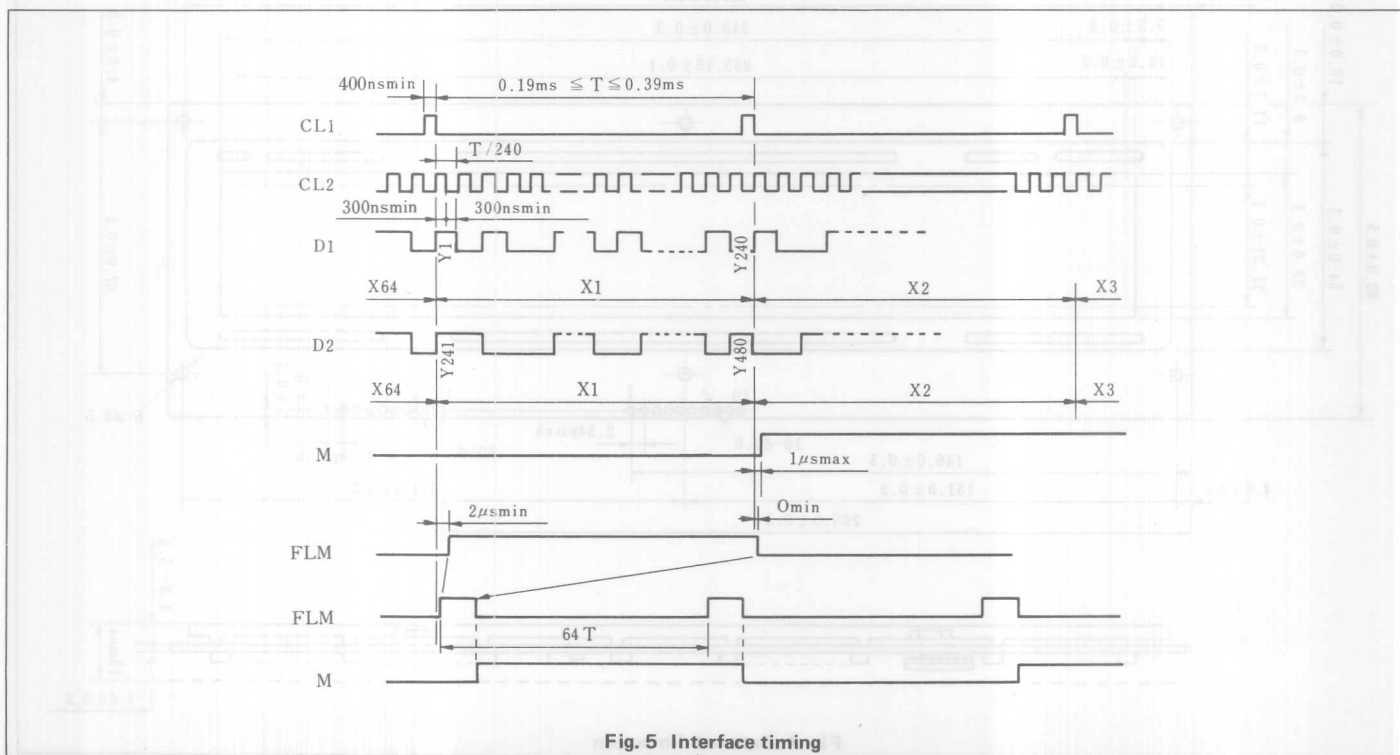 400nsmin
0.19ms ≦ T ≦ 0.39ms
CL1
T/240
CL2
300nsmin
300nsmin
D1
Y1
Y240
X64
X1
X2
X3
D2
Y241
Y480
X64
X1
X2
X3
M
1μsmax
2μsmin
Omin
FLM
FLM
64T
M
Fig. 5 Interface timing